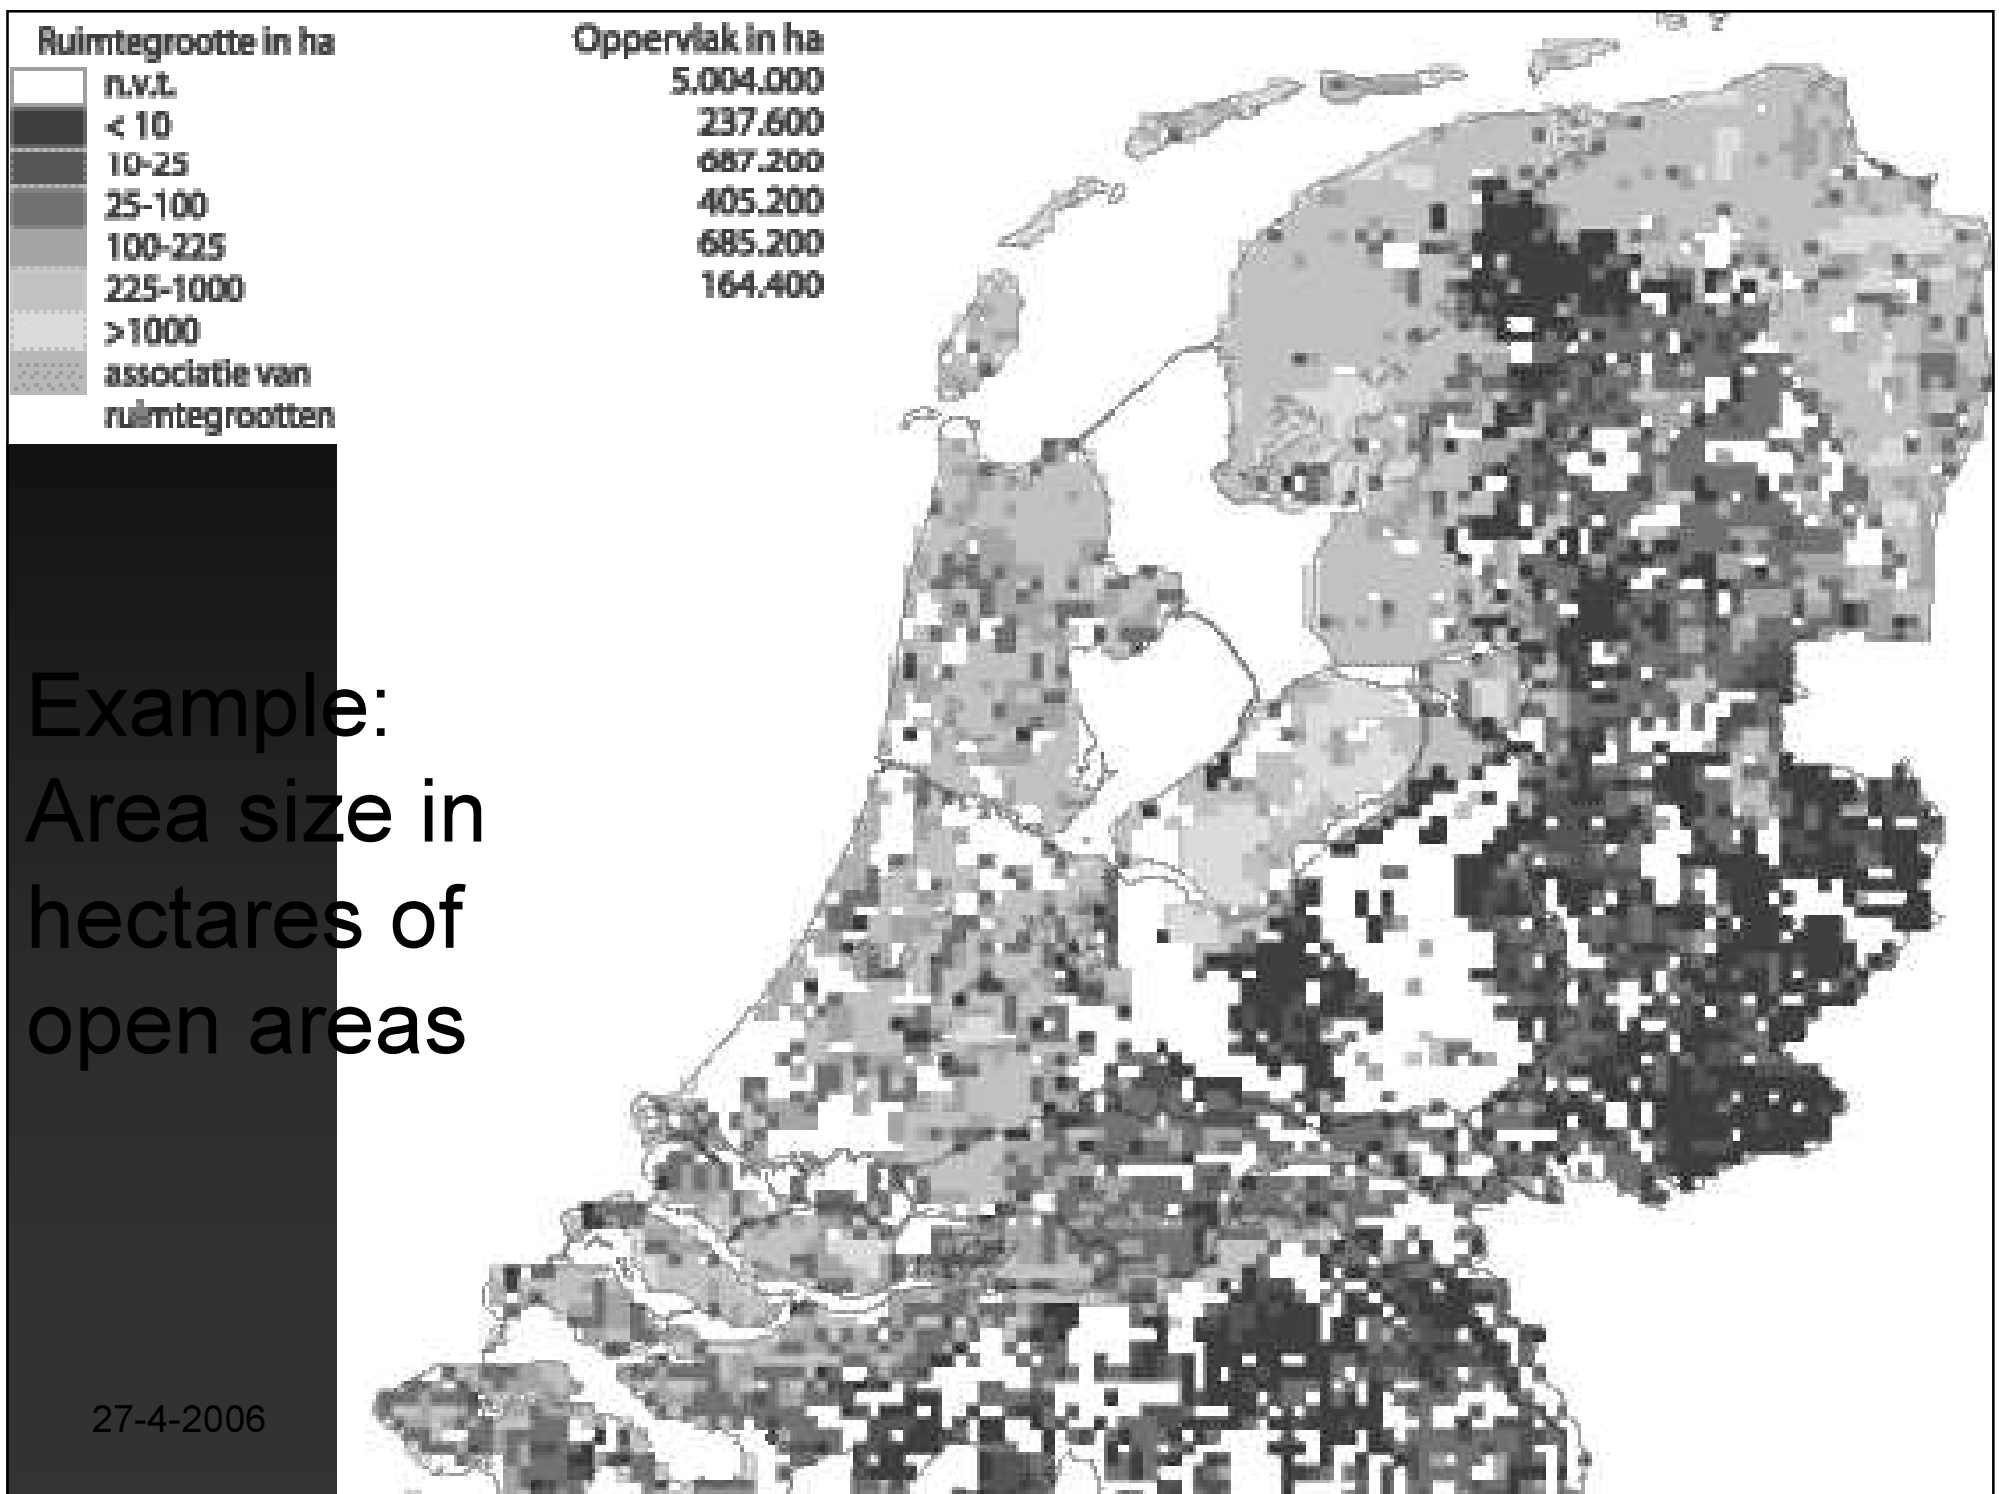 Ruimtegrootte in ha Oppervlak in ha
n.v.t. 5.004.000
< 10 237.600
10-25 687.200
25-100 405.200
100-225 685.200
225-1000 164.400
>1000
associatie van
ruimtegrootten
Example:
Area size in
hectares of
open areas
27-4-2006